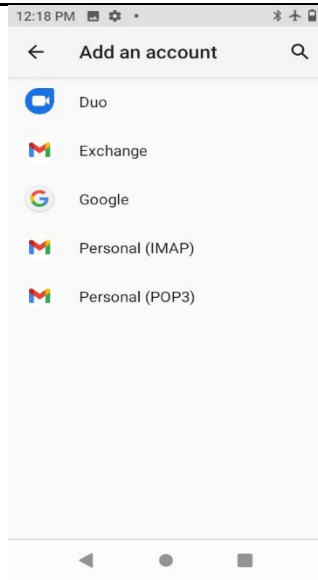 12:18 PM
Add an account
Duo
Exchange
Google
Personal (IMAP)
Personal (POP3)